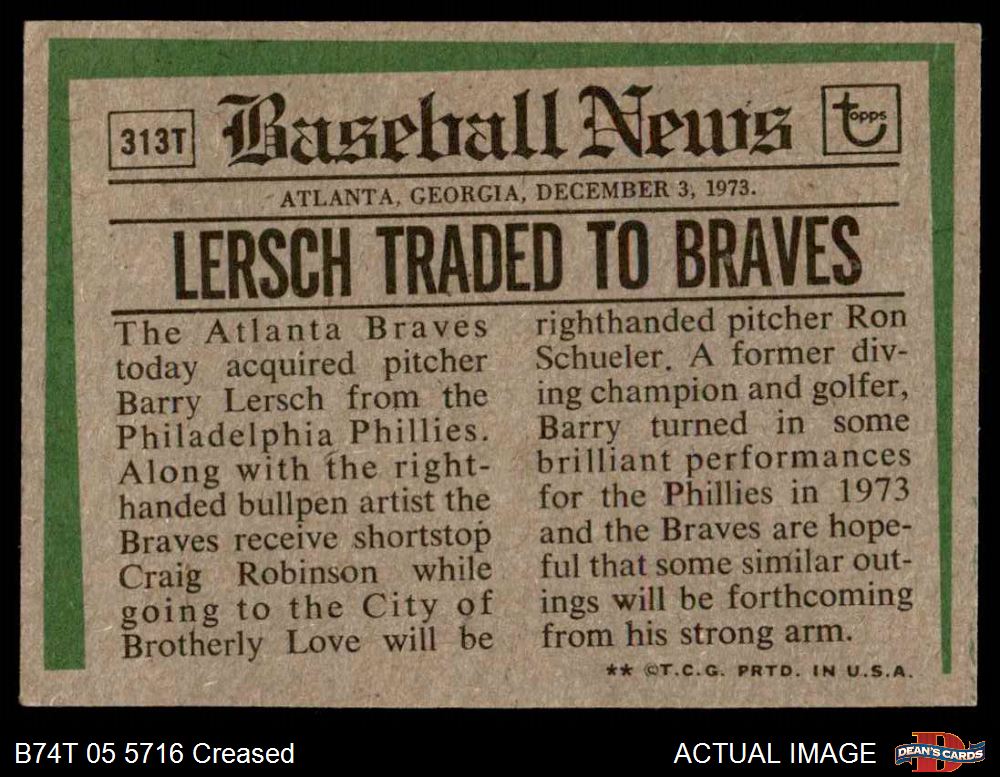 313T
Baseball News
topps
ATLANTA, GEORGIA, DECEMBER 3, 1973.
LERSCH TRADED TO BRAVES
The Atlanta Braves
today acquired pitcher
Barry Lersch from the
Philadelphia Phillies.
Along with the right-
handed bullpen artist the
Braves receive shortstop
Craig Robinson while
going to the City of
Brotherly Love will be
righthanded pitcher Ron
Schueler. A former div-
ing champion and golfer,
Barry turned in some
brilliant performances
for the Phillies in 1973
and the Braves are hope-
ful that some similar out-
ings will be forthcoming
from his strong arm.
** ©T.C.G. PRTD. IN U.S.A.
B74T 05 5716 Creased
ACTUAL IMAGE
DEAN'S CARDS